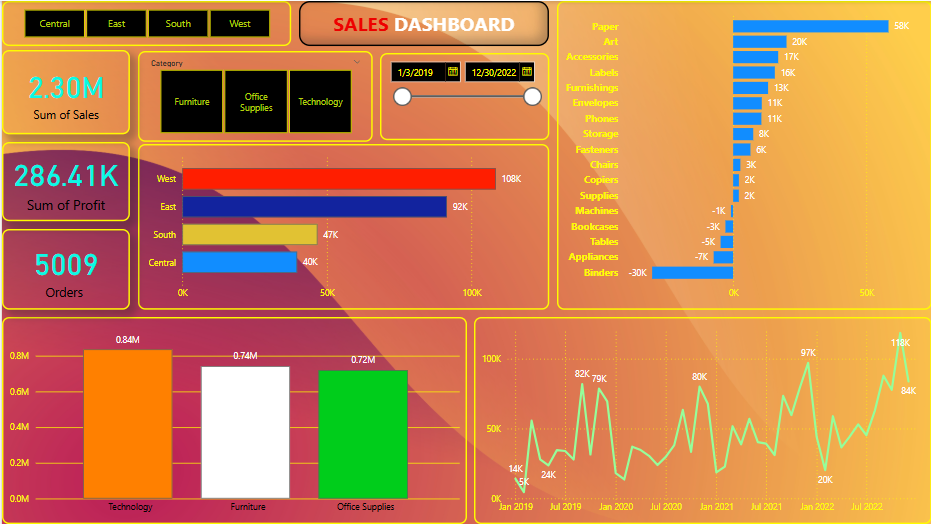 Central East South West
SALES DASHBOARD
2.30M
Sum of Sales
286.41K
Sum of Profit
5009
Orders
Category
Furniture
Office
Supplies
Technology
1/3/2019 12/30/2022
West 108K
East 92K
South 47K
Central 40K
0K 50K 100K
Paper 58K
Art 20K
Accessories 17K
Labels 16K
Furnishings 13K
Envelopes 11K
Phones 11K
Storage 8K
Fasteners 6K
Chairs 3K
Copiers 2K
Supplies 2K
Machines -1K
Bookcases -3K
Tables -5K
Appliances -7K
Binders -30K
0K 50K
0.8M
0.6M
0.4M
0.2M
0.0M
0.84M
0.74M
0.72M
Technology Furniture Office Supplies
100K
50K
0K
14K
5K
24K
82K
79K
80K
97K
20K
118K
84K
Jan 2019 Jul 2019 Jan 2020 Jul 2020 Jan 2021 Jul 2021 Jan 2022 Jul 2022